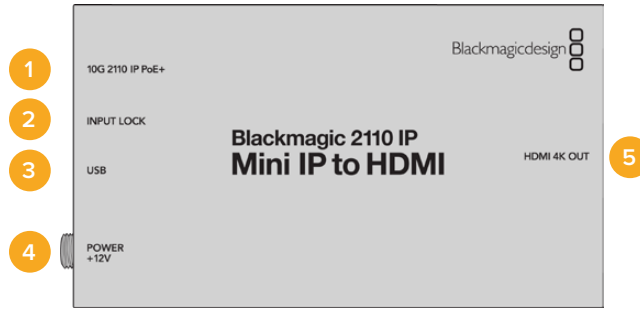 Blackmagicdesign
1
10G 2110 IP PoE+
2
INPUT LOCK
3
USB
Blackmagic 2110 IP
Mini IP to HDMI
HDMI 4K OUT
5
4
POWER
+12V